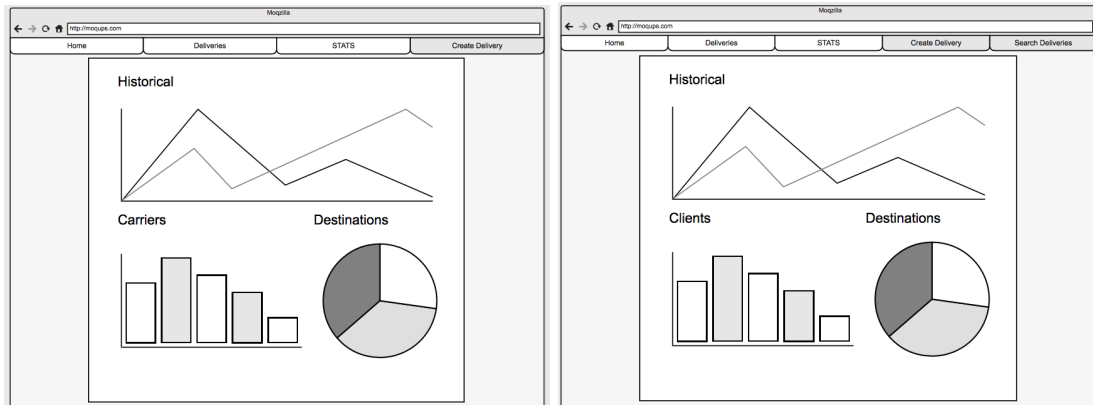 Moqzilla
http://moqups.com
Home Deliveries STATS Create Delivery
Historical
Carriers Destinations
Moqzilla
http://moqups.com
Home Deliveries STATS Create Delivery Search Deliveries
Historical
Clients Destinations